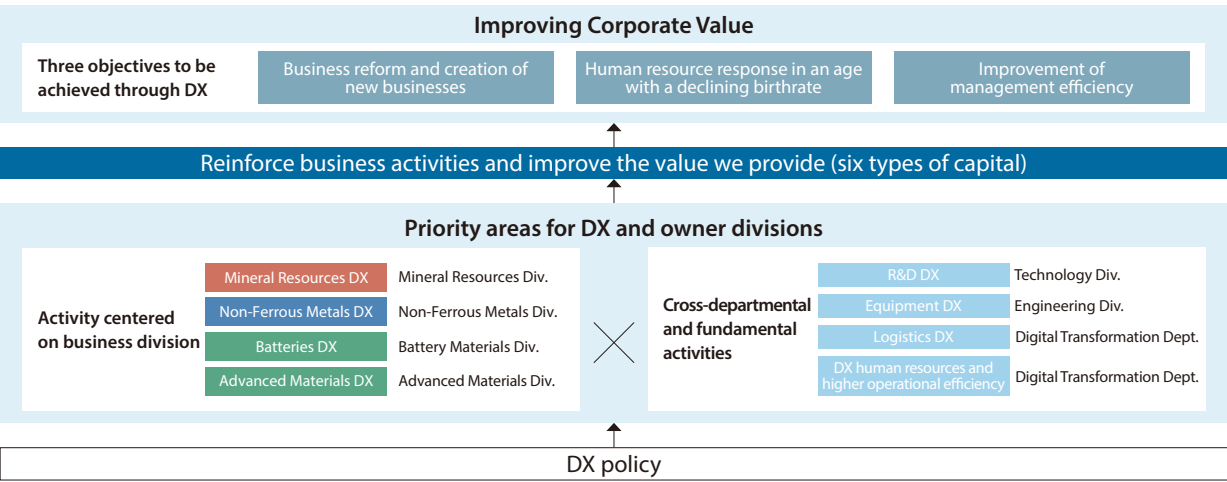 Improving Corporate Value
Three objectives to be
achieved through DX
Business reform and creation of
new businesses
Human resource response in an age
with a declining birthrate
Improvement of
management efficiency
Reinforce business activities and improve the value we provide (six types of capital)
Priority areas for DX and owner divisions
Activity centered
on business division
Mineral Resources DX
Mineral Resources Div.
Non-Ferrous Metals DX
Non-Ferrous Metals Div.
Batteries DX
Battery Materials Div.
Advanced Materials DX
Advanced Materials Div.
Cross-departmental
and fundamental
activities
R&D DX
Technology Div.
Equipment DX
Engineering Div.
Logistics DX
Digital Transformation Dept.
DX human resources and
higher operational efficiency
Digital Transformation Dept.
DX policy